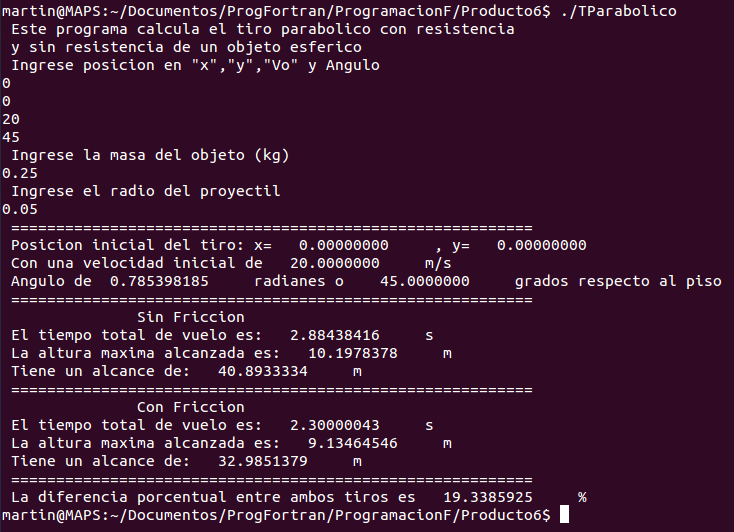 martin@MAPS:~/Documentos/ProgFortran/ProgramacionF/Producto6$ ./TParabolico
Este programa calcula el tiro parabolico con resistencia
y sin resistencia de un objeto esferico
Ingrese posicion en "x","y","Vo" y Angulo
0
0
20
45
Ingrese la masa del objeto (kg)
0.25
Ingrese el radio del proyectil
0.05
==========================================================
Posicion inicial del tiro: x=   0.00000000     , y=   0.00000000
Con una velocidad inicial de   20.0000000     m/s
Angulo de  0.785398185     radianes o    45.0000000     grados respecto al piso
==========================================================
Sin Friccion
El tiempo total de vuelo es:   2.88438416     s
La altura maxima alcanzada es:   10.1978378     m
Tiene un alcance de:   40.8933334     m
==========================================================
Con Friccion
El tiempo total de vuelo es:   2.30000043     s
La altura maxima alcanzada es:   9.13464546     m
Tiene un alcance de:   32.9851379     m
==========================================================
La diferencia porcentual entre ambos tiros es   19.3385925     %
martin@MAPS:~/Documentos/ProgFortran/ProgramacionF/Producto6$